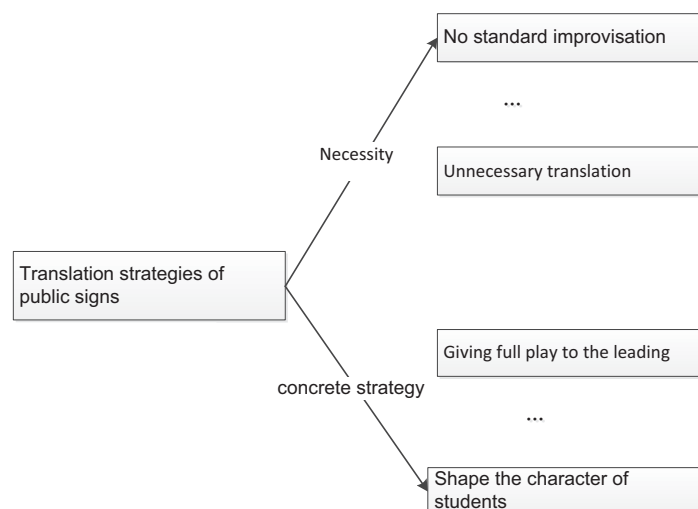 No standard improvisation
...
Necessity
Unnecessary translation
Translation strategies of
public signs
Giving full play to the leading
concrete strategy
...
Shape the character of
students